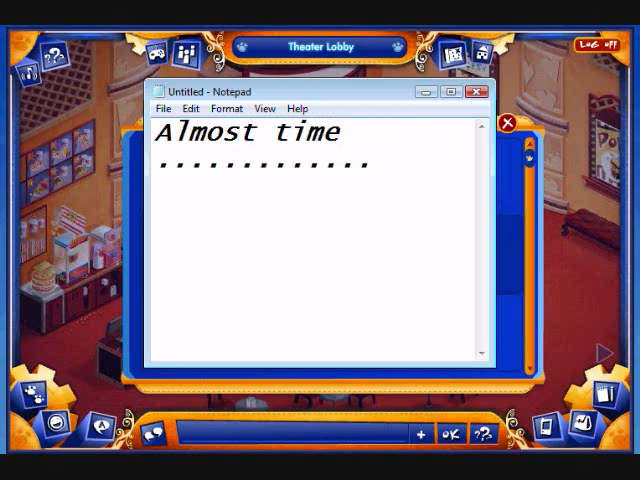 Theater Lobby
Log off
Untitled - Notepad
File Edit Format View Help
Almost time
.............
+ OK ???
???